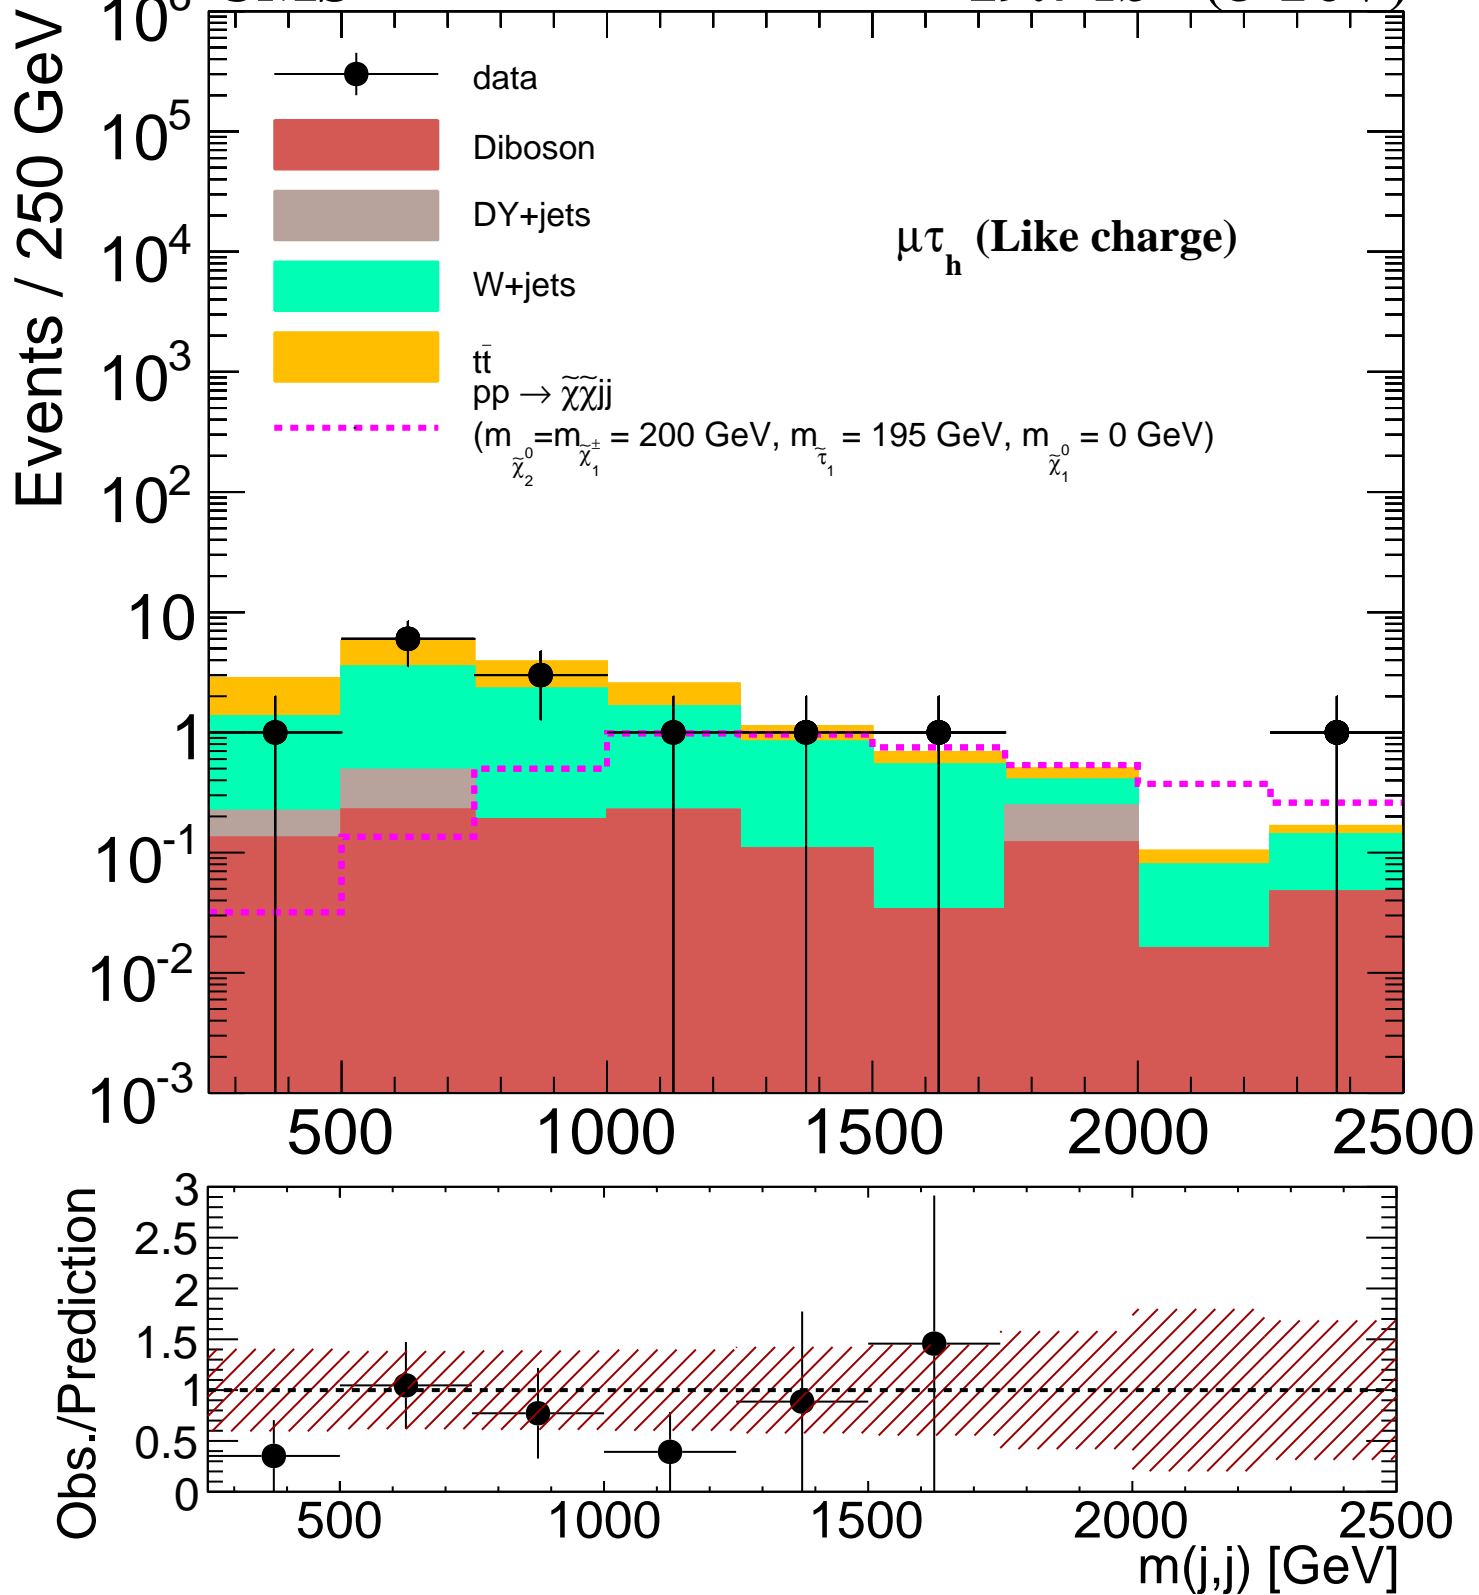 Events / 250 GeV
10^6
10^5
10^4
10^3
10^2
10
1
10^-1
10^-2
10^-3
data
Diboson
DY+jets
W+jets
tt̄
pp → χ̃χ̃jj
(m_χ̃₂⁰=m_χ̃₁± = 200 GeV, m_τ̃₁ = 195 GeV, m_χ̃₁⁰ = 0 GeV)
μτ_h (Like charge)
500 1000 1500 2000 2500
Obs./Prediction
3
2.5
2
1.5
1
0.5
0
500 1000 1500 2000 2500
m(j,j) [GeV]